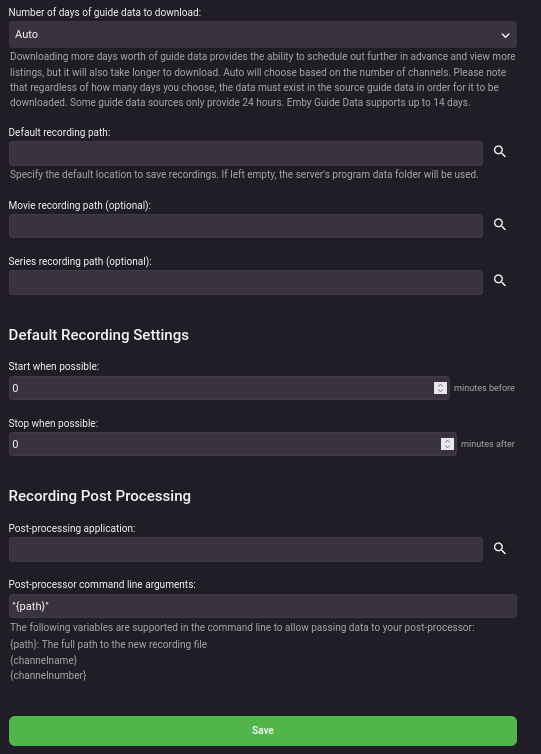 Number of days of guide data to download:
Auto
Downloading more days worth of guide data provides the ability to schedule out further in advance and view more
listings, but it will also take longer to download. Auto will choose based on the number of channels. Please note
that regardless of how many days you choose, the data must exist in the source guide data in order for it to be
downloaded. Some guide data sources only provide 24 hours. Emby Guide Data supports up to 14 days.
Default recording path:
Specify the default location to save recordings. If left empty, the server's program data folder will be used.
Movie recording path (optional):
Series recording path (optional):
Default Recording Settings
Start when possible:
0 minutes before
Stop when possible:
0 minutes after
Recording Post Processing
Post-processing application:
Post-processor command line arguments:
"{path}"
The following variables are supported in the command line to allow passing data to your post-processor:
{path}: The full path to the new recording file
{channelname}
{channelnumber}
Save